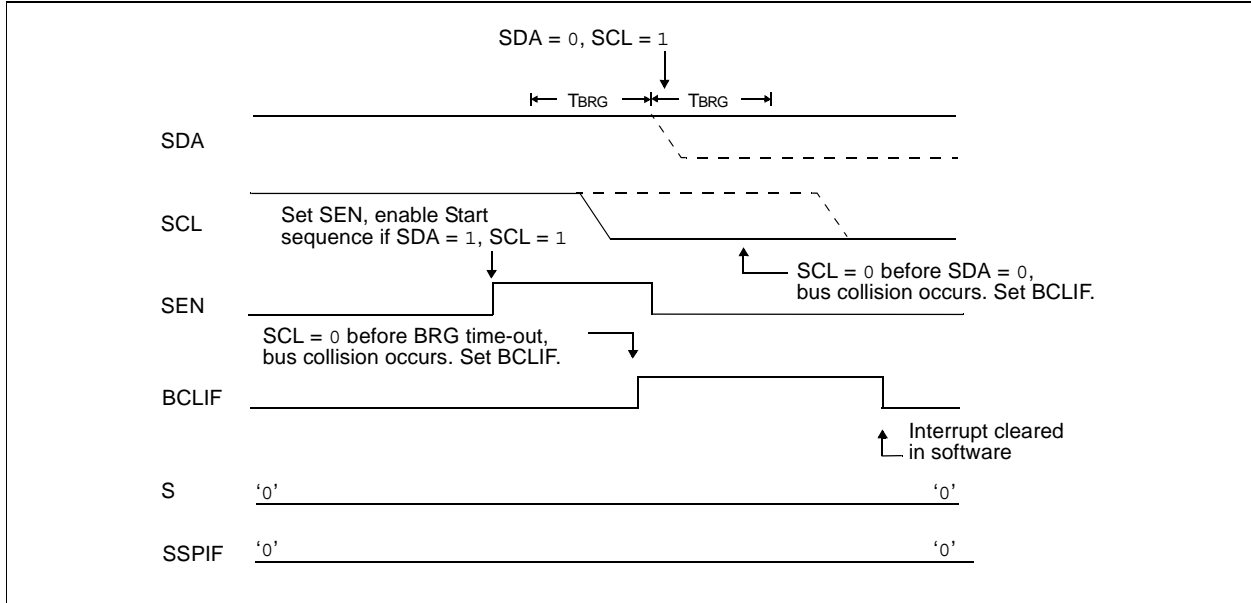 SDA = 0, SCL = 1
TBRG TBRG
SDA
SCL
Set SEN, enable Start
sequence if SDA = 1, SCL = 1
SCL = 0 before SDA = 0,
bus collision occurs. Set BCLIF.
SEN
SCL = 0 before BRG time-out,
bus collision occurs. Set BCLIF.
BCLIF
Interrupt cleared
in software
S
‘0’ ‘0’
SSPIF
‘0’ ‘0’